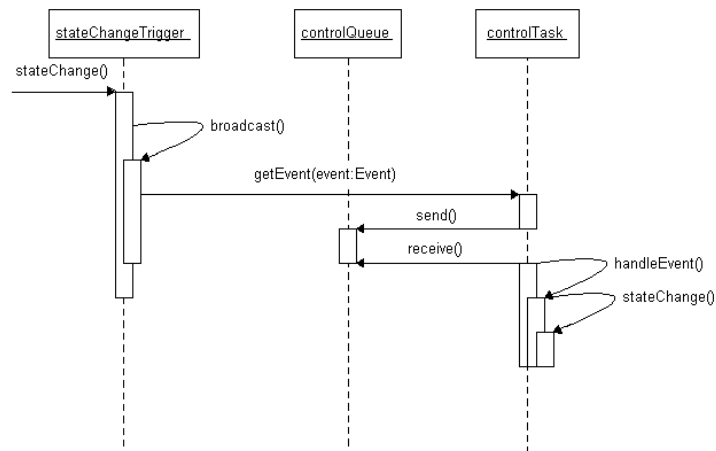 stateChangeTrigger
controlQueue
controlTask
stateChange()
broadcast()
getEvent(event:Event)
send()
receive()
handleEvent()
stateChange()